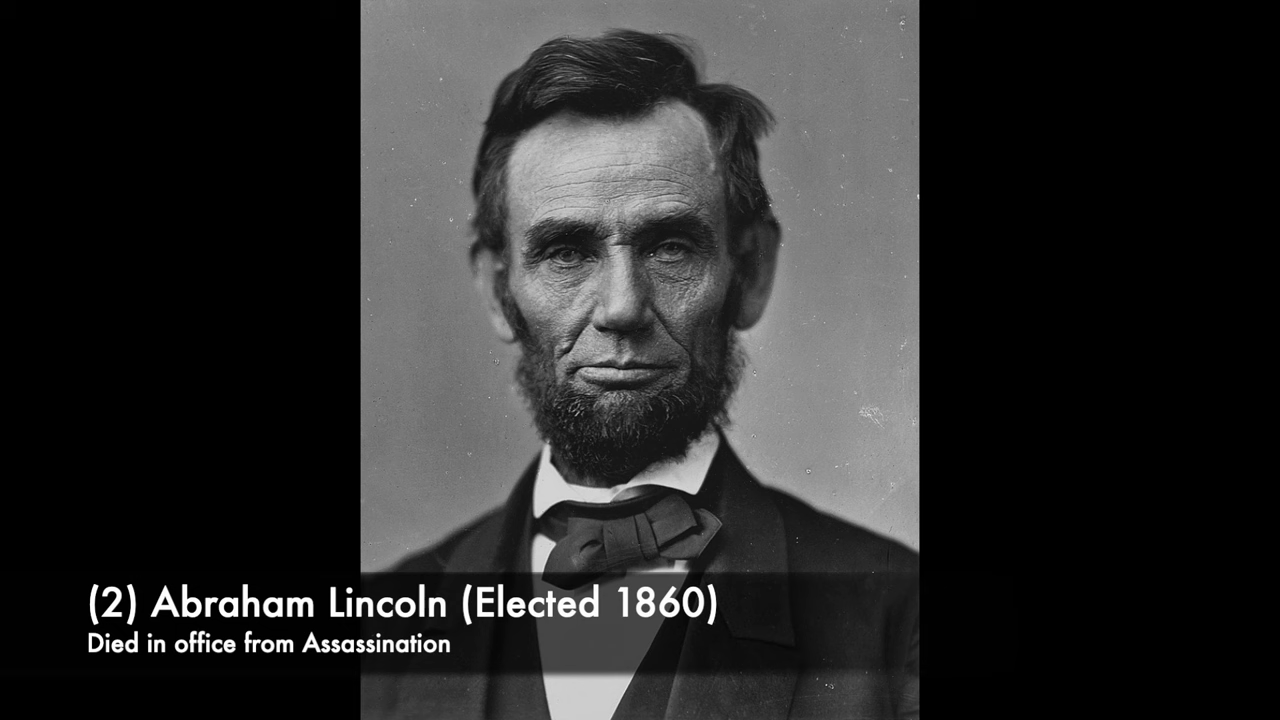 (2) Abraham Lincoln (Elected 1860)
Died in office from Assassination